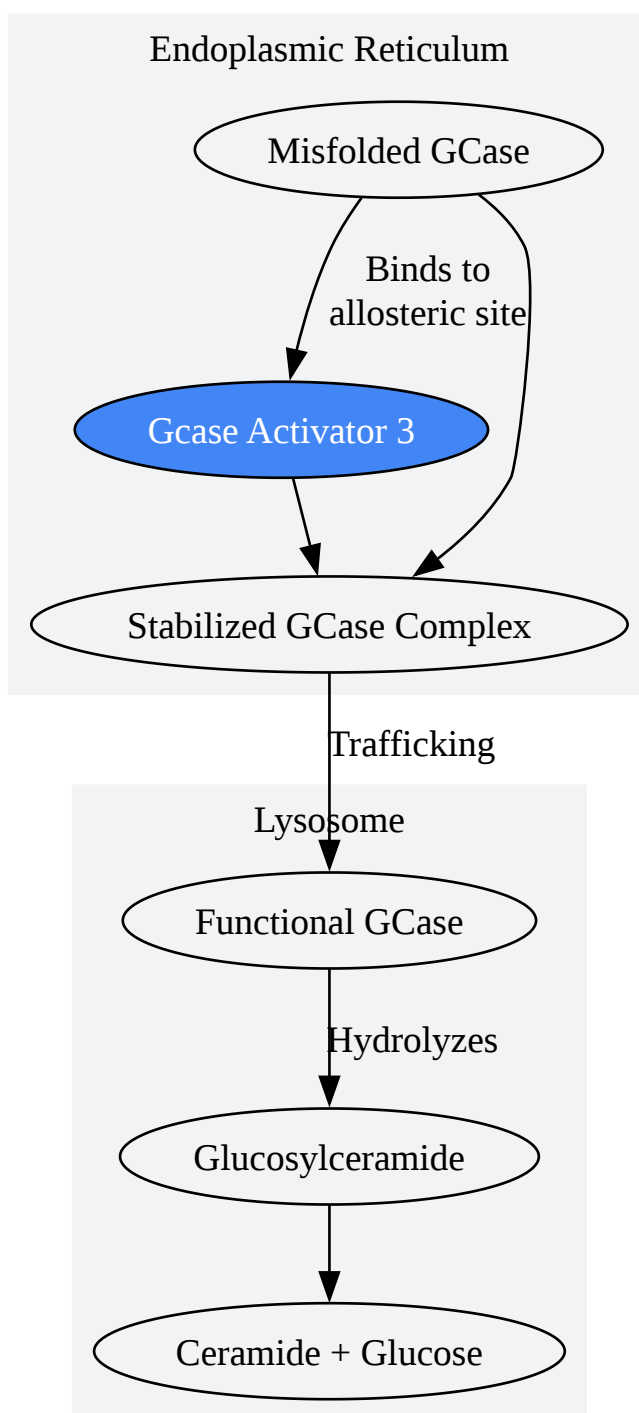 Endoplasmic Reticulum
Misfolded GCase
Binds to
allosteric site
Gcase Activator 3
Stabilized GCase Complex
Trafficking
Lysosome
Functional GCase
Hydrolyzes
Glucosylceramide
Ceramide + Glucose